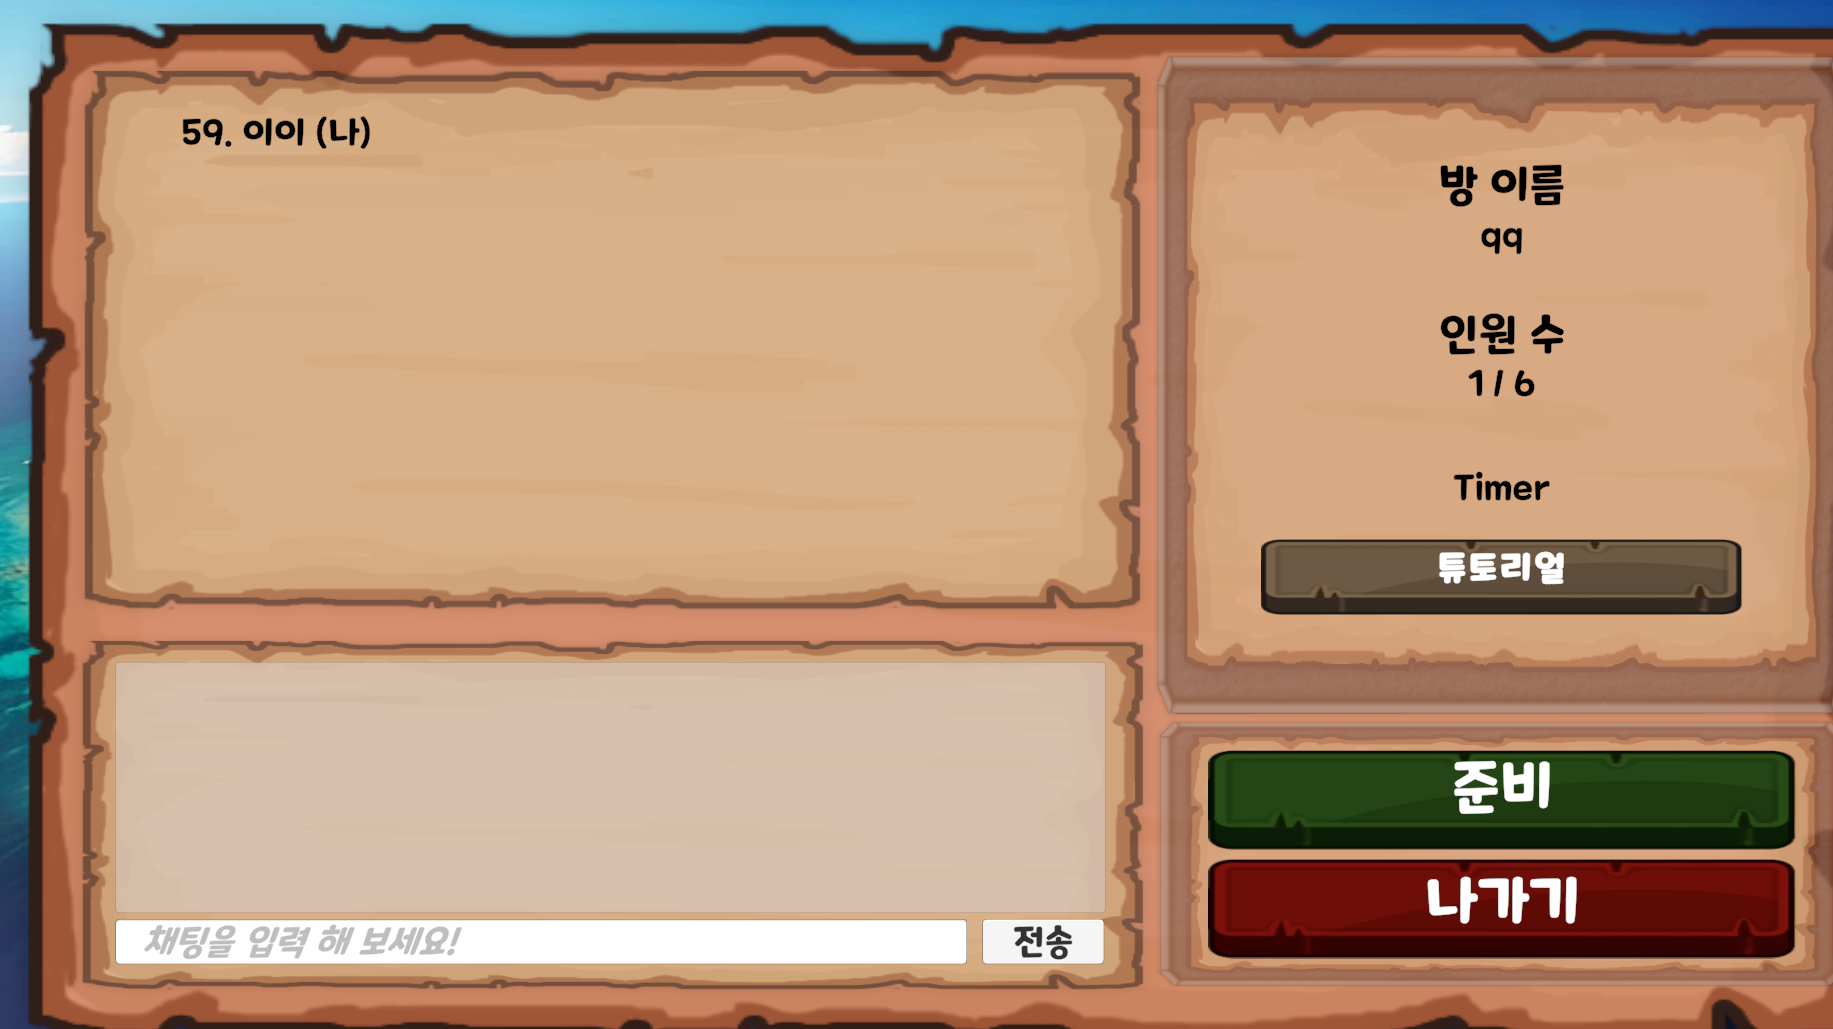 59. 이이 (나)
방 이름
qq
인원 수
1 / 6
Timer
튜토리얼
채팅을 입력 해 보세요!
전송
준비
나가기